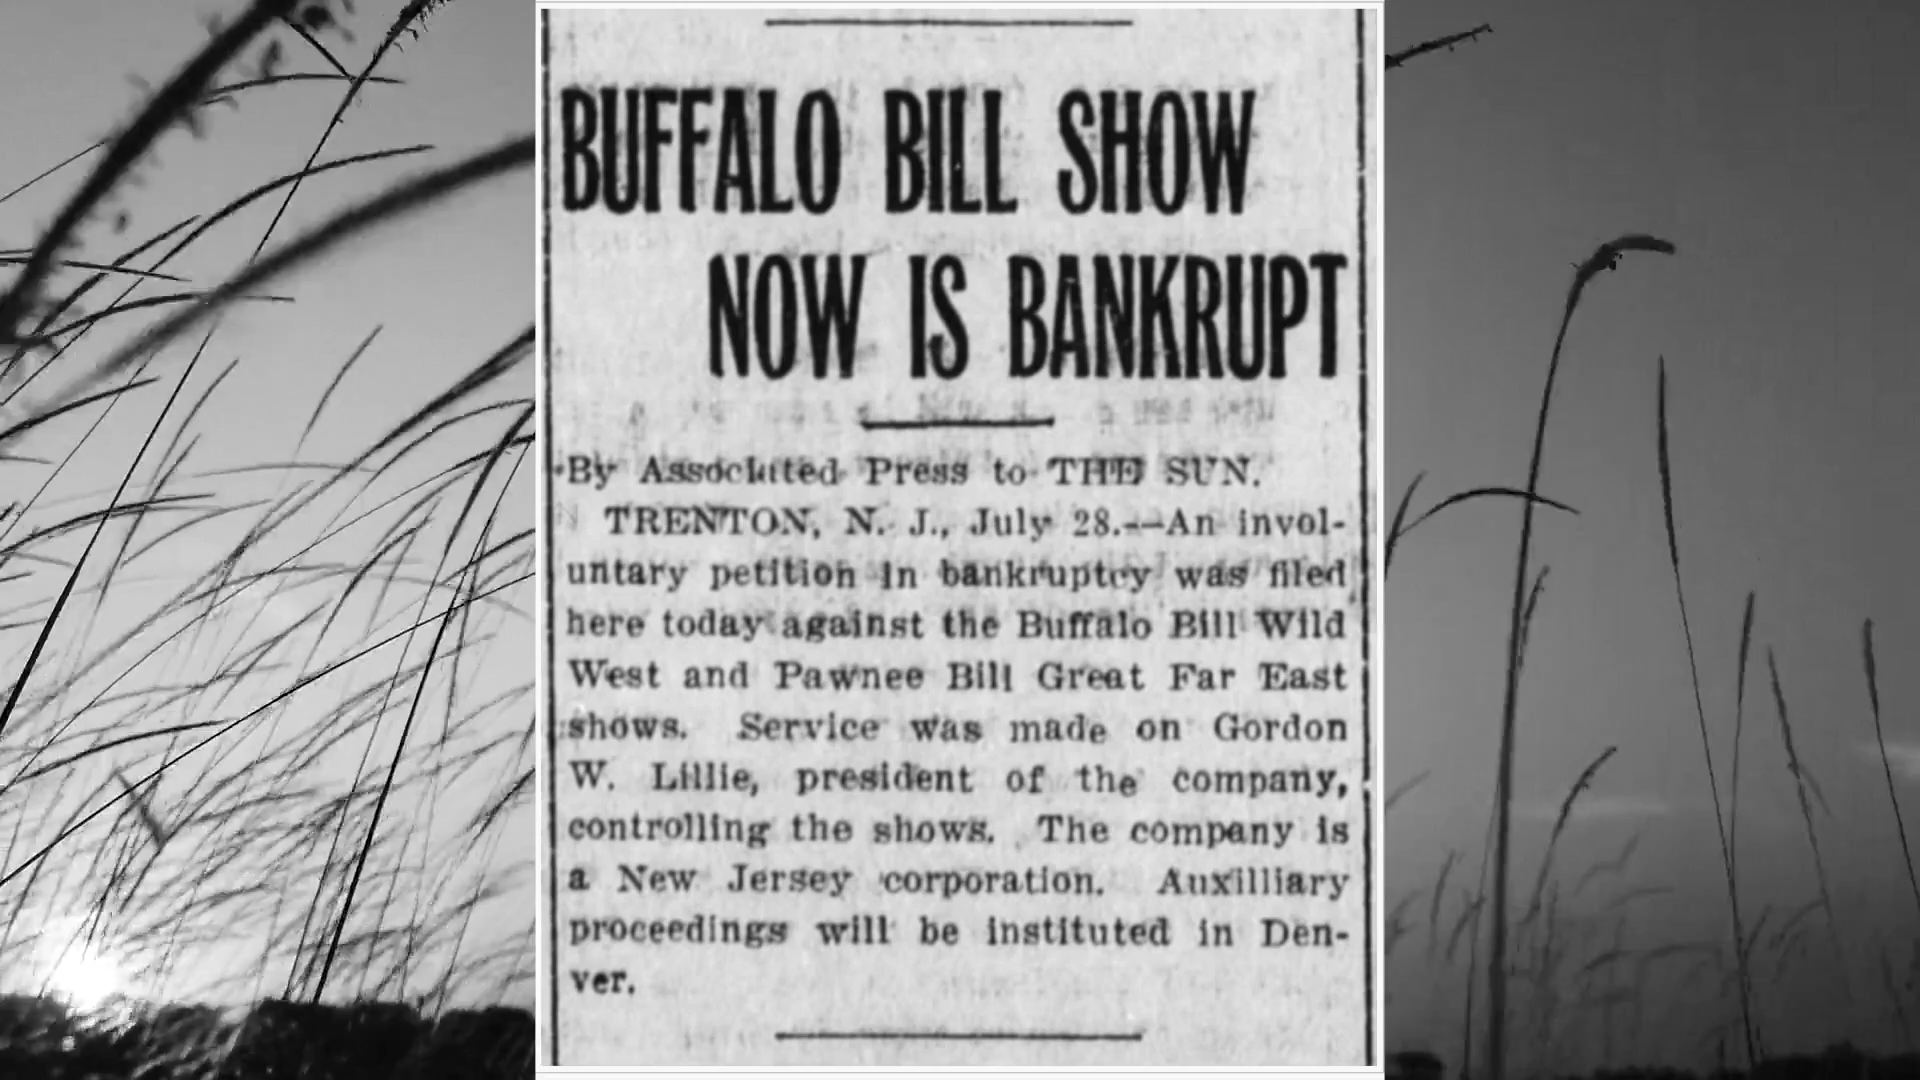 BUFFALO BILL SHOW
NOW IS BANKRUPT
By Associated Press to THE SUN.
TRENTON, N. J., July 28.--An invol-
untary petition in bankruptcy was filed
here today against the Buffalo Bill Wild
West and Pawnee Bill Great Far East
shows. Service was made on Gordon
W. Lillie, president of the company,
controlling the shows. The company is
a New Jersey corporation. Auxilliary
proceedings will be instituted in Den-
ver.